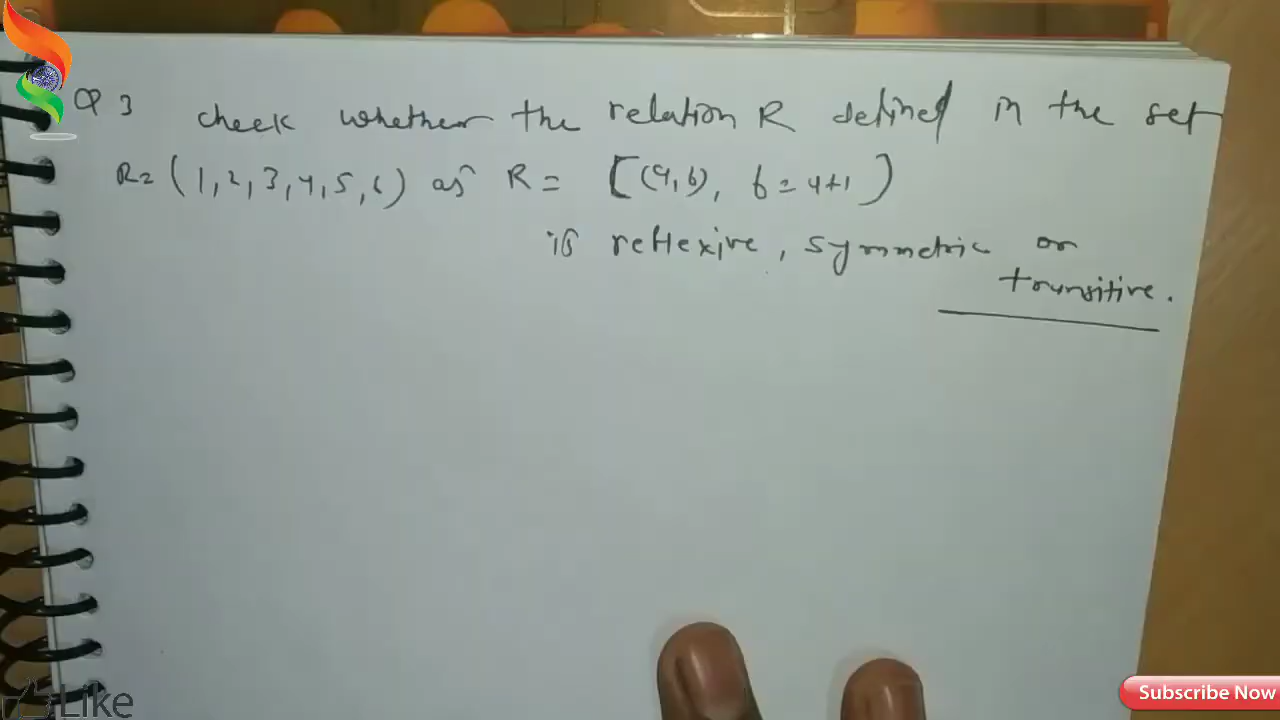 Q 3 check whether the relation R defined in the set
R= (1,2,3,4,5,6) as R = [(a,b), b=a+1)
is reflexive, symmetric or
transitive.
Like
Subscribe Now